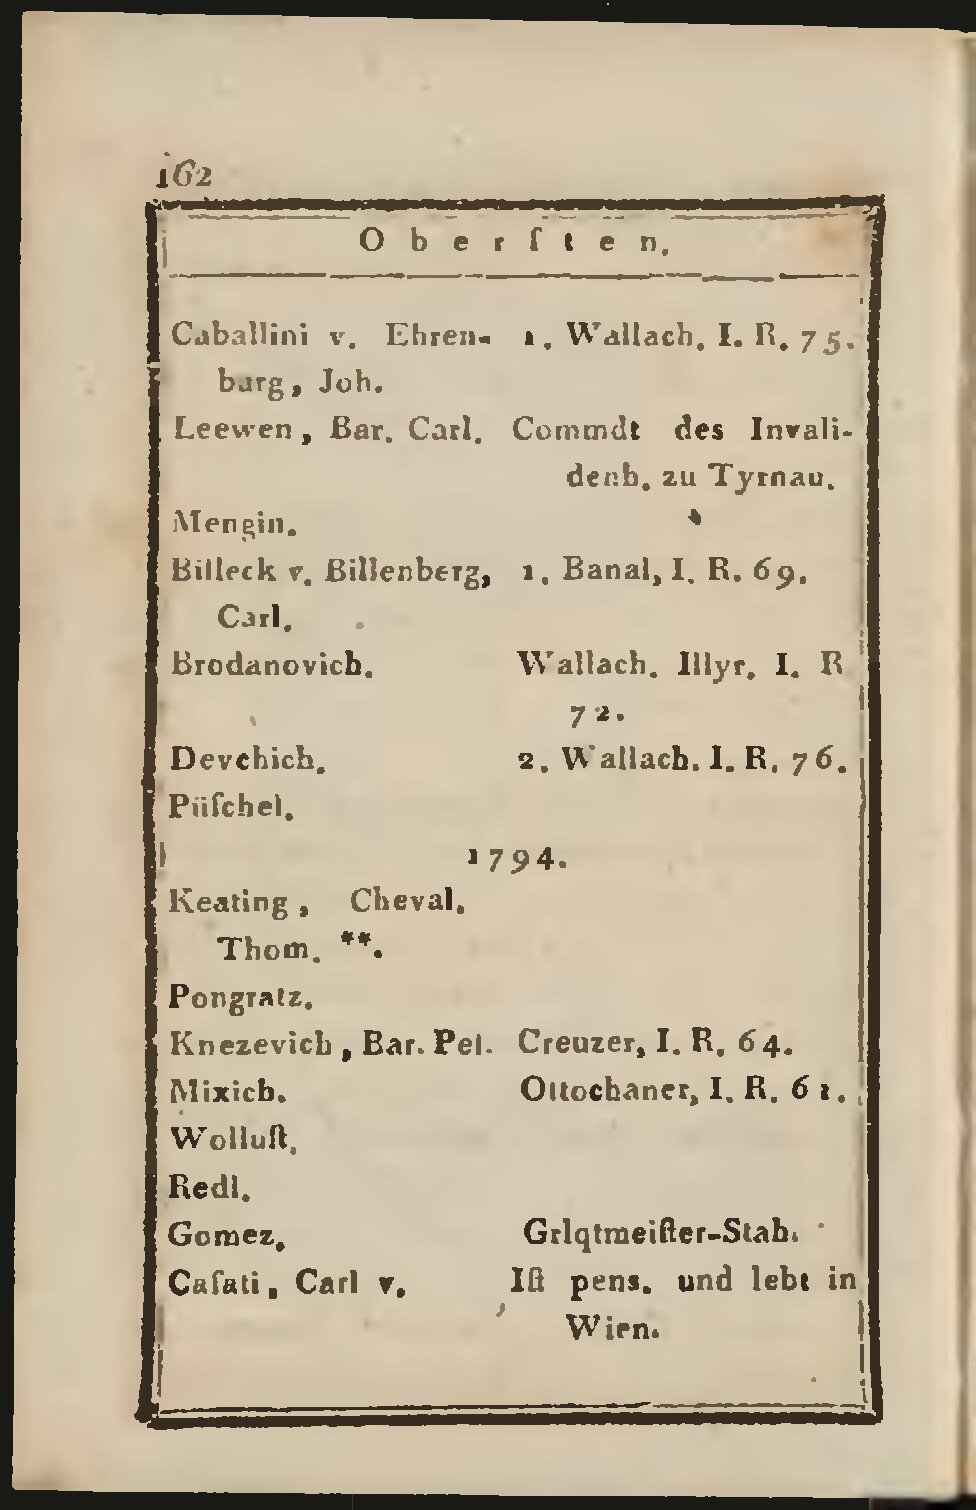 162
Oberſten.
Caballini v. Ehren- 1. Wallach. I. R. 75.
burg, Joh.
Leewen, Bar. Carl. Commdt des Invali-
denh. zu Tyrnau.
Mengin.
Billeck v. Billenberg, 1. Banal, I. R. 69.
Carl.
Brodanovich. Wallach. Illyr. I. R
72.
Devchich. 2. Wallach. I. R. 76.
Püſchel.
1794.
Keating, Cheval.
Thom. **.
Pongratz.
Knezevich, Bar. Pet. Creuzer, I. R. 64.
Mixich. Ottochaner, I. R. 61.
Wolluſt.
Redl.
Gomez. Grlqtmeiſter-Stab.
Caſati, Carl v. Iſt pens. und lebt in
Wien.